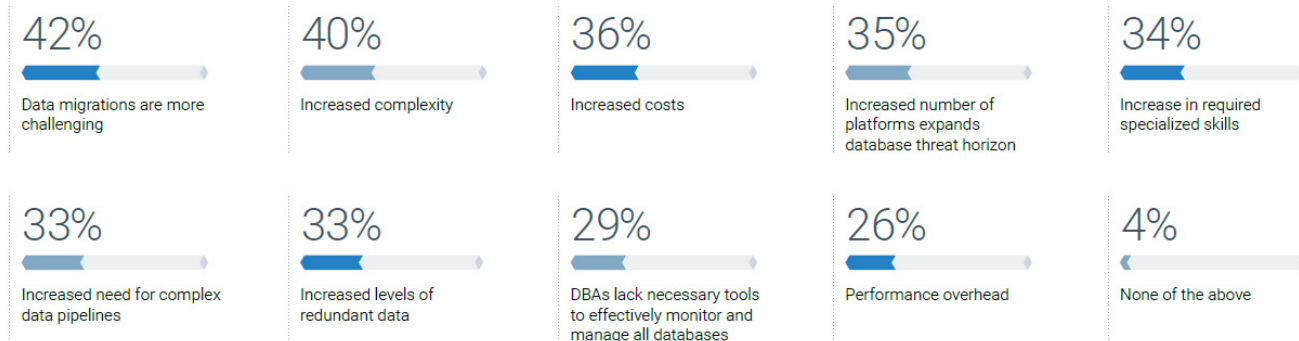 42%
40%
36%
35%
34%
Data migrations are more
challenging
Increased complexity
Increased costs
Increased number of
platforms expands
database threat horizon
Increase in required
specialized skills
33%
33%
29%
26%
4%
Increased need for complex
data pipelines
Increased levels of
redundant data
DBAs lack necessary tools
to effectively monitor and
manage all databases
Performance overhead
None of the above